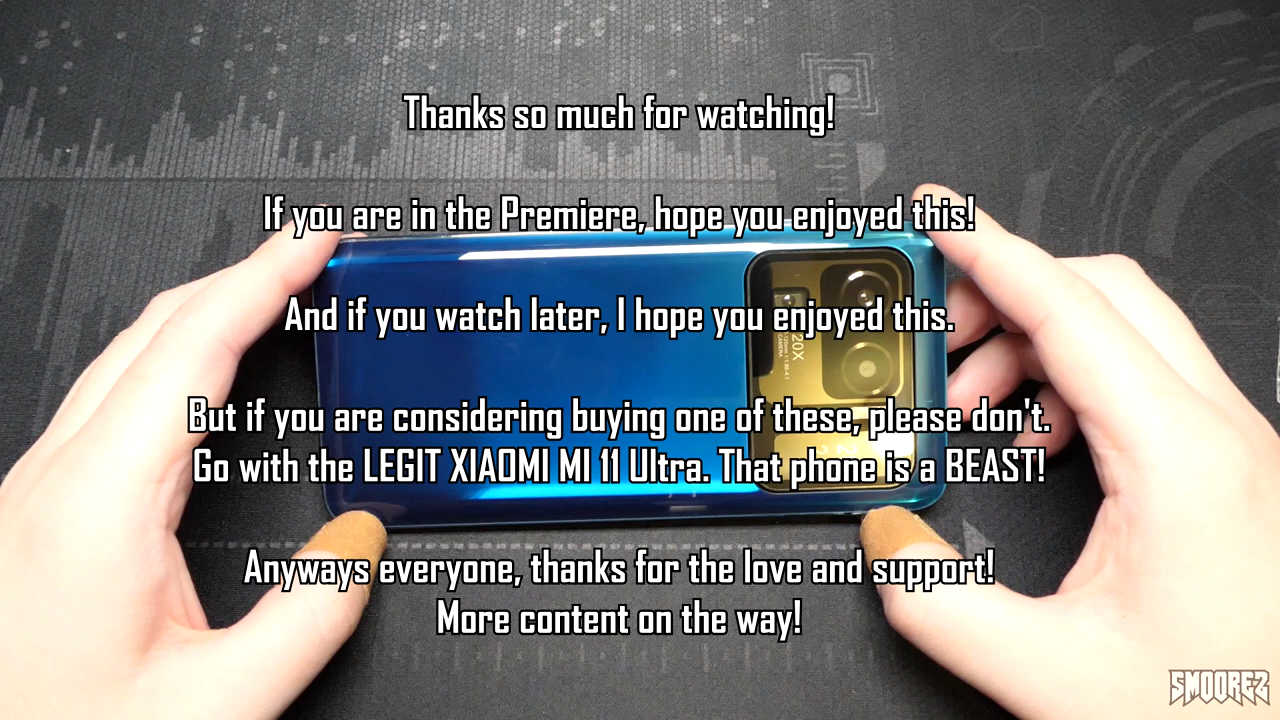 Thanks so much for watching!
If you are in the Premiere, hope you enjoyed this!
And if you watch later, I hope you enjoyed this.
20X
CAMERA
But if you are considering buying one of these, please don't.
Go with the LEGIT XIAOMI MI 11 Ultra. That phone is a BEAST!
Anyways everyone, thanks for the love and support!
More content on the way!
SMOOREZ